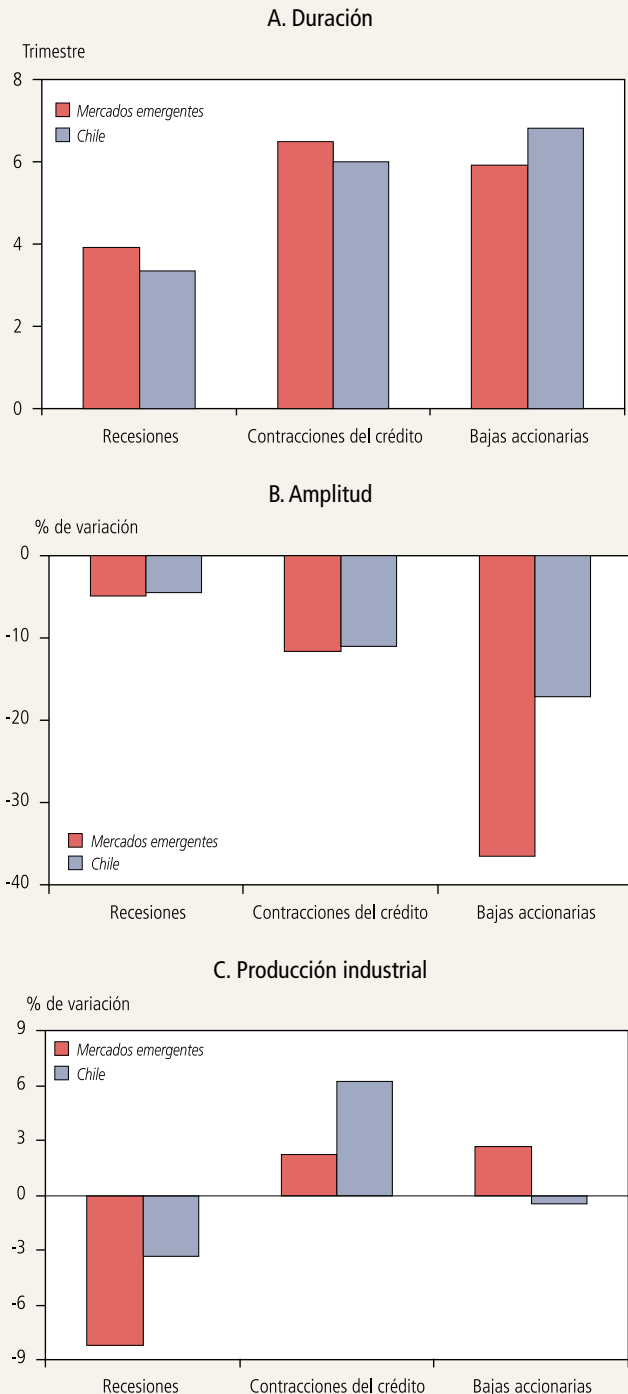 A. Duración
Trimestre
8
Mercados emergentes
Chile
6
4
2
0
Recesiones Contracciones del crédito Bajas accionarias
B. Amplitud
% de variación
0
-10
-20
-30
Mercados emergentes
Chile
-40
Recesiones Contracciones del crédito Bajas accionarias
C. Producción industrial
% de variación
9
Mercados emergentes
Chile
6
3
0
-3
-6
-9
Recesiones Contracciones del crédito Bajas accionarias